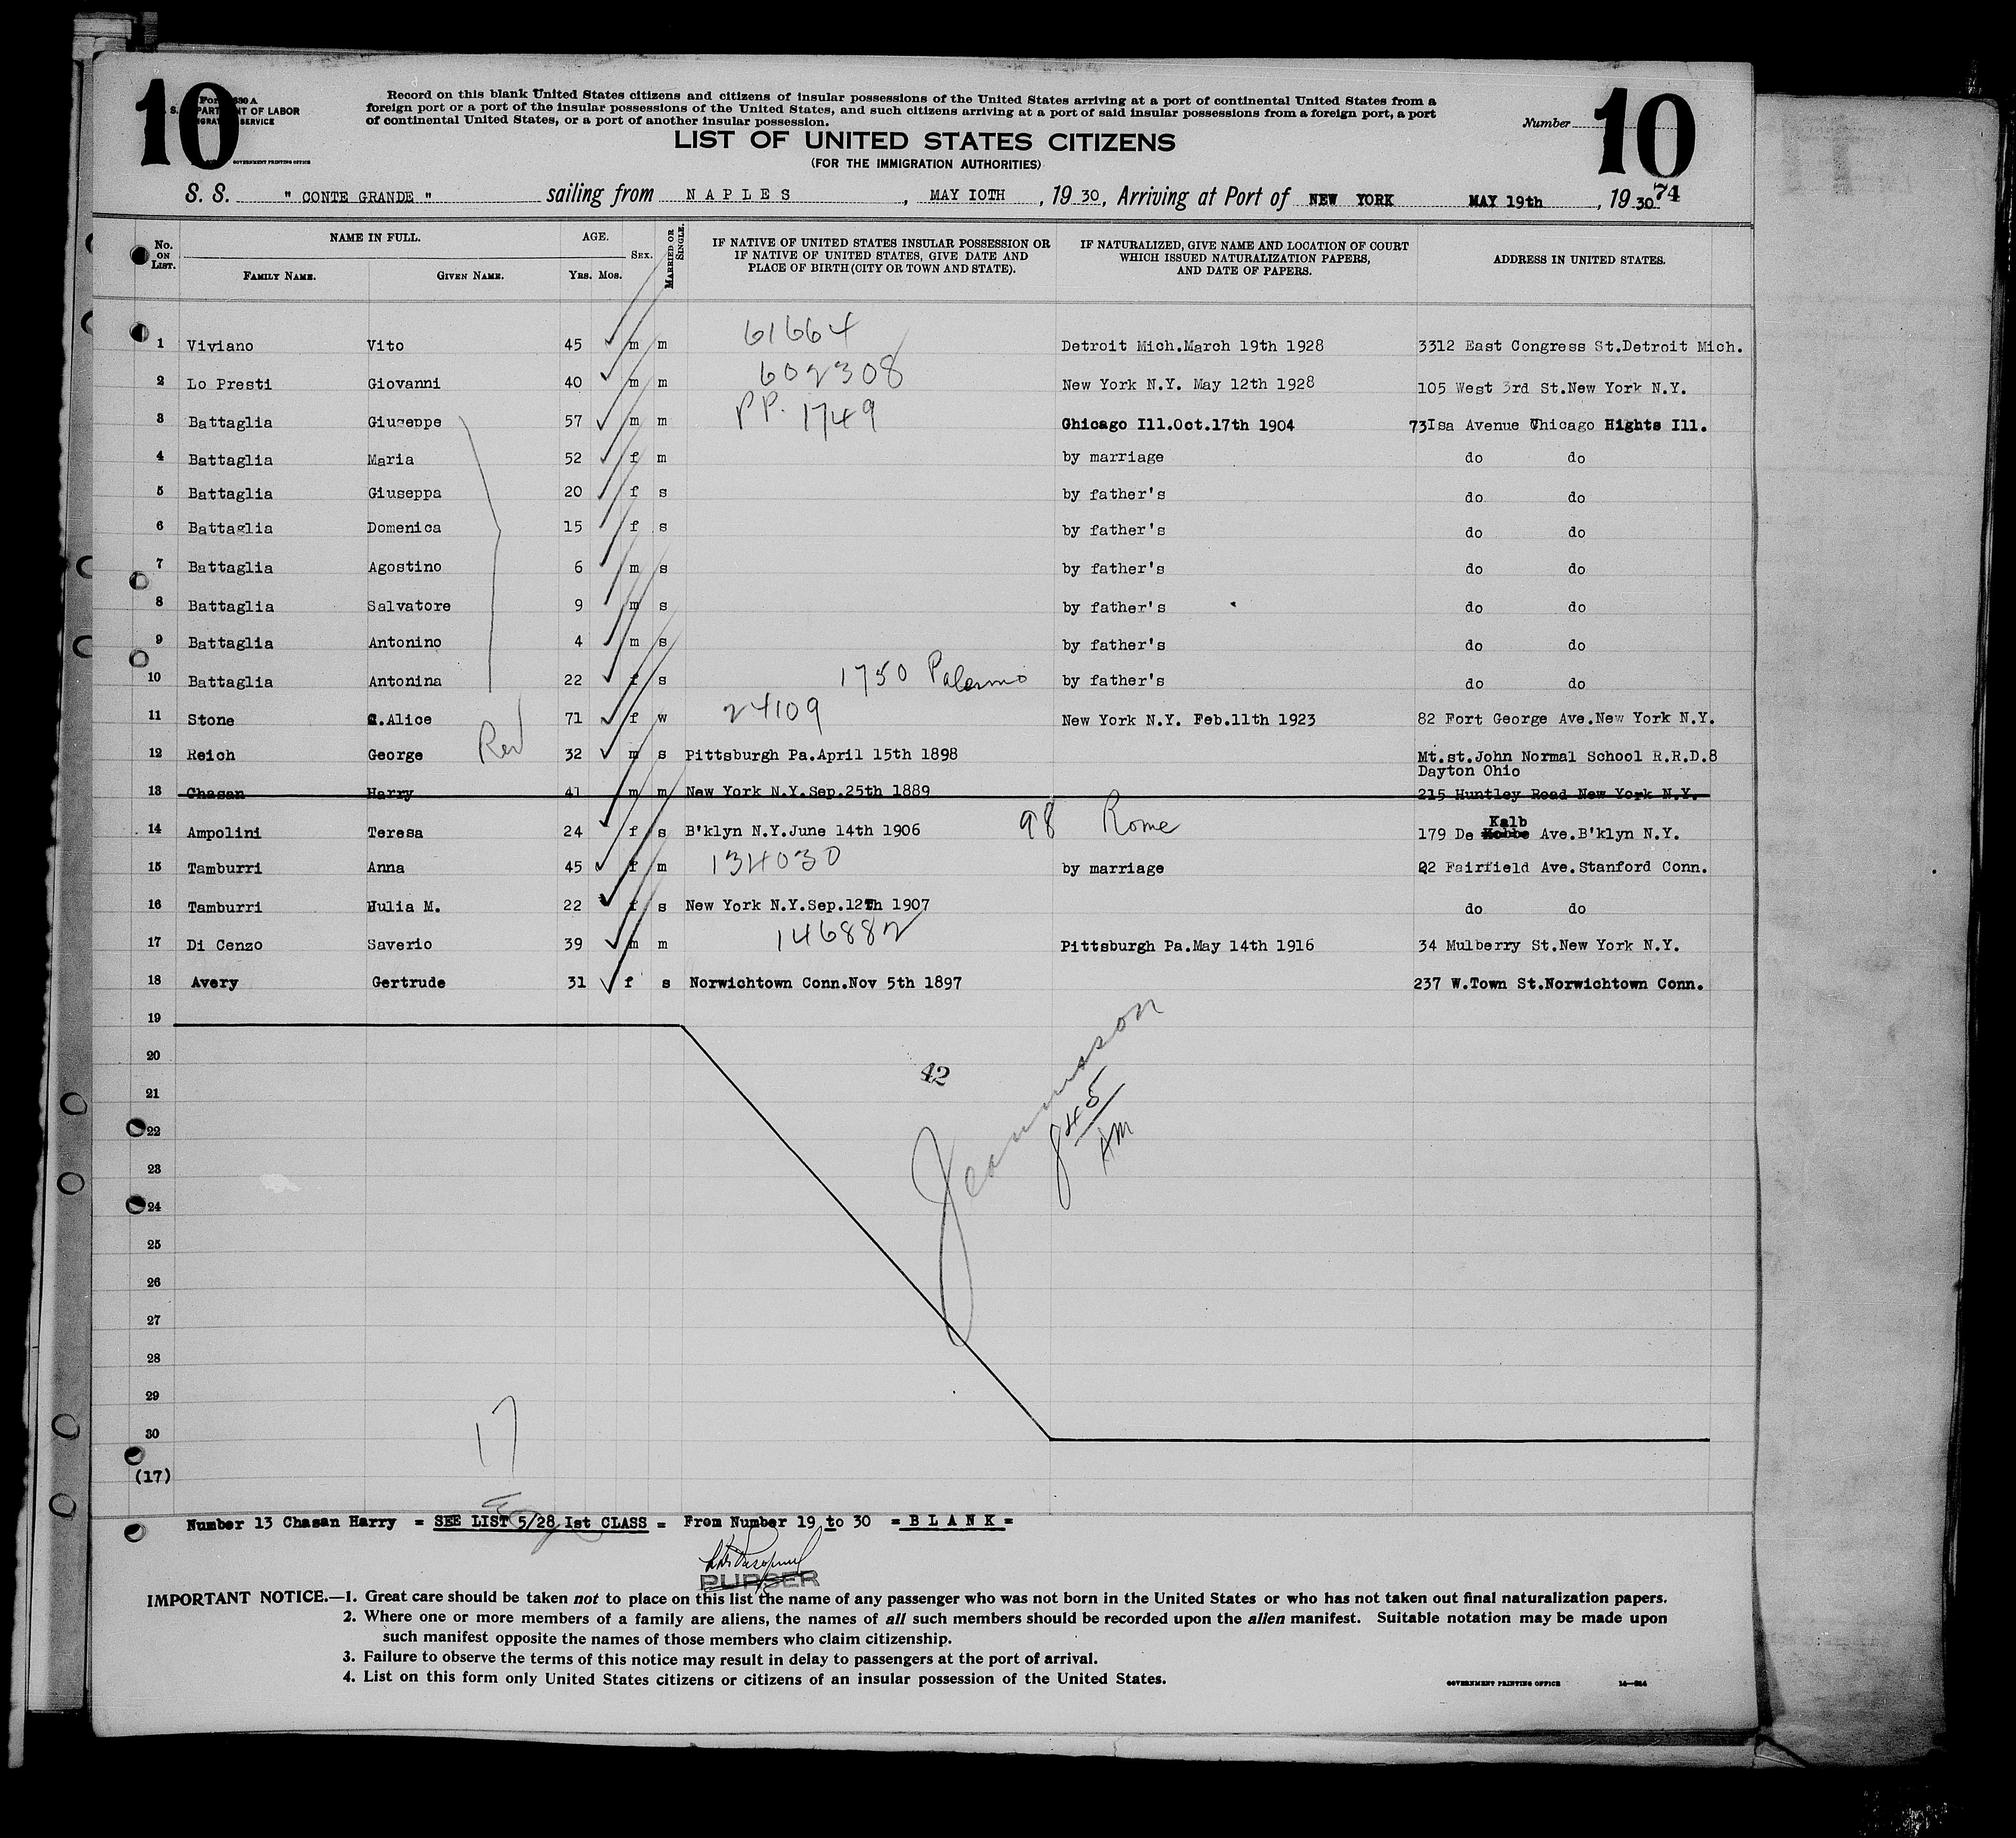 10
Form 630 A
S. DEPARTMENT OF LABOR
IMMIGRATION SERVICE
GOVERNMENT PRINTING OFFICE
Record on this blank United States citizens and citizens of insular possessions of the United States arriving at a port of continental United States from a
foreign port or a port of the insular possessions of the United States, and such citizens arriving at a port of said insular possessions from a foreign port, a port
of continental United States, or a port of another insular possession.
Number 10
LIST OF UNITED STATES CITIZENS
(FOR THE IMMIGRATION AUTHORITIES)
S. S. " CONTE GRANDE " sailing from NAPLES, MAY IOTH, 19 30, Arriving at Port of NEW YORK MAY 19th, 19 30 74
No. ON LIST. NAME IN FULL. FAMILY NAME. GIVEN NAME. AGE. YRS. MOS. SEX. MARRIED OR SINGLE. IF NATIVE OF UNITED STATES INSULAR POSSESSION OR IF NATIVE OF UNITED STATES, GIVE DATE AND PLACE OF BIRTH (CITY OR TOWN AND STATE). IF NATURALIZED, GIVE NAME AND LOCATION OF COURT WHICH ISSUED NATURALIZATION PAPERS, AND DATE OF PAPERS. ADDRESS IN UNITED STATES.
1 Viviano Vito 45 m m 61664 Detroit Mich.March 19th 1928 3312 East Congress St.Detroit Mich.
2 Lo Presti Giovanni 40 m m 602308 New York N.Y. May 12th 1928 105 West 3rd St.New York N.Y.
3 Battaglia Giuseppe 57 m m PP. 1749 Ghicago Ill.Oct.17th 1904 73Isa Avenue Chicago Hights Ill.
4 Battaglia Maria 52 f m by marriage do do
5 Battaglia Giuseppa 20 f s by father's do do
6 Battaglia Domenica 15 f s by father's do do
7 Battaglia Agostino 6 m s by father's do do
8 Battaglia Salvatore 9 m s by father's do do
9 Battaglia Antonino 4 m s by father's do do
10 Battaglia Antonina 22 f s 1750 Palermo by father's do do
11 Stone C.Alice 71 f w 24109 New York N.Y. Feb.11th 1923 82 Fort George Ave.New York N.Y.
12 Reich George Rev 32 m s Pittsburgh Pa.April 15th 1898 Mt.st.John Normal School R.R.D.8
Dayton Ohio
13 Chasan Harry 41 m m New York N.Y.Sep.25th 1889 215 Huntley Road New York N.Y.
Kalb
14 Ampolini Teresa 24 f s B'klyn N.Y.June 14th 1906 98 Rome 179 De Kobbe Ave.B'klyn N.Y.
15 Tamburri Anna 45 f m 134030 by marriage 22 Fairfield Ave.Stanford Conn.
16 Tamburri Hulia M. 22 f s New York N.Y.Sep.12Th 1907 do do
17 Di Cenzo Saverio 39 m m 146882 Pittsburgh Pa.May 14th 1916 34 Mulberry St.New York N.Y.
18 Avery Gertrude 31 f s Norwichtown Conn.Nov 5th 1897 237 W.Town St.Norwichtown Conn.
19
20
42
21
845
AM
22
23
24
25
26
27
28
29
17
30
(17)
Number 13 Chasan Harry = SEE LIST 5/28 Ist CLASS = From Number 19 to 30 = B L A N K =
PURSER
IMPORTANT NOTICE.—1. Great care should be taken not to place on this list the name of any passenger who was not born in the United States or who has not taken out final naturalization papers.
2. Where one or more members of a family are aliens, the names of all such members should be recorded upon the alien manifest. Suitable notation may be made upon
such manifest opposite the names of those members who claim citizenship.
3. Failure to observe the terms of this notice may result in delay to passengers at the port of arrival.
4. List on this form only United States citizens or citizens of an insular possession of the United States.
GOVERNMENT PRINTING OFFICE